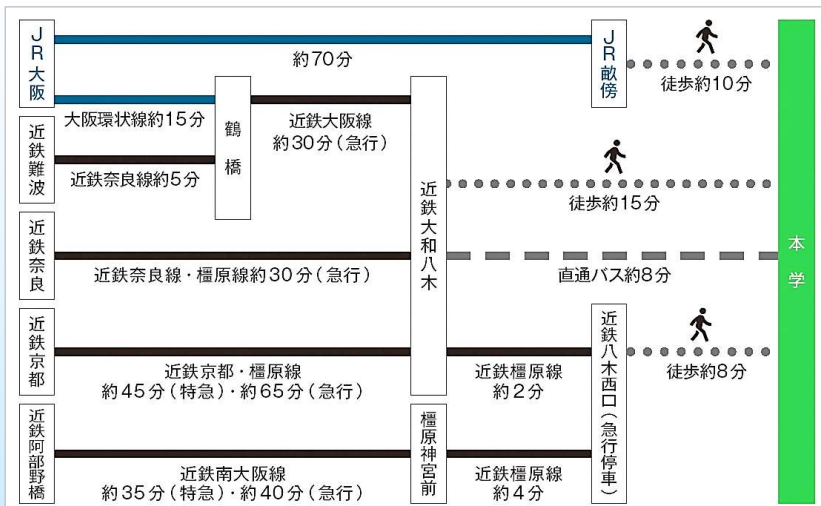 JR大阪
約70分
JR畝傍
徒歩約10分
大阪環状線約15分
鶴橋
近鉄大阪線
約30分(急行)
近鉄難波
近鉄奈良線約5分
近鉄大和八木
徒歩約15分
近鉄奈良
近鉄奈良線・橿原線約30分(急行)
直通バス約8分
本学
近鉄京都
近鉄京都・橿原線
約45分(特急)・約65分(急行)
近鉄橿原線
約2分
近鉄八木西口(急行停車)
徒歩約8分
近鉄阿部野橋
近鉄南大阪線
約35分(特急)・約40分(急行)
橿原神宮前
近鉄橿原線
約4分